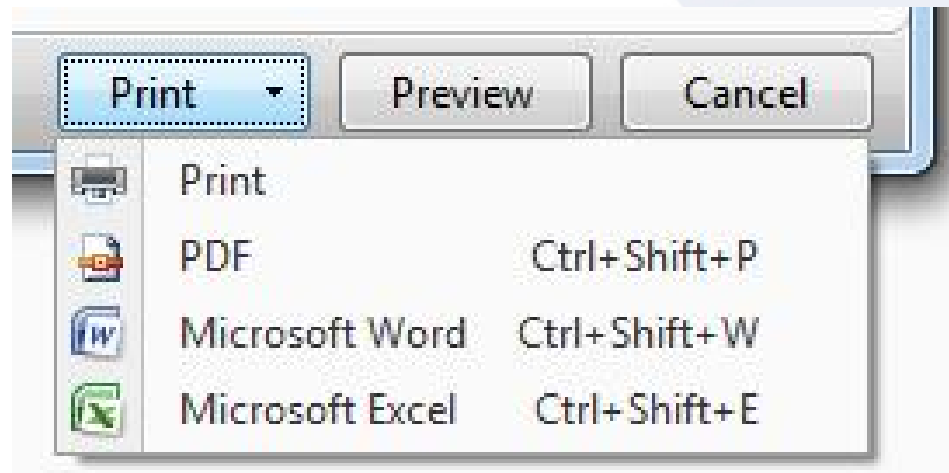 Print Preview Cancel
Print
PDF Ctrl+Shift+P
Microsoft Word Ctrl+Shift+W
Microsoft Excel Ctrl+Shift+E